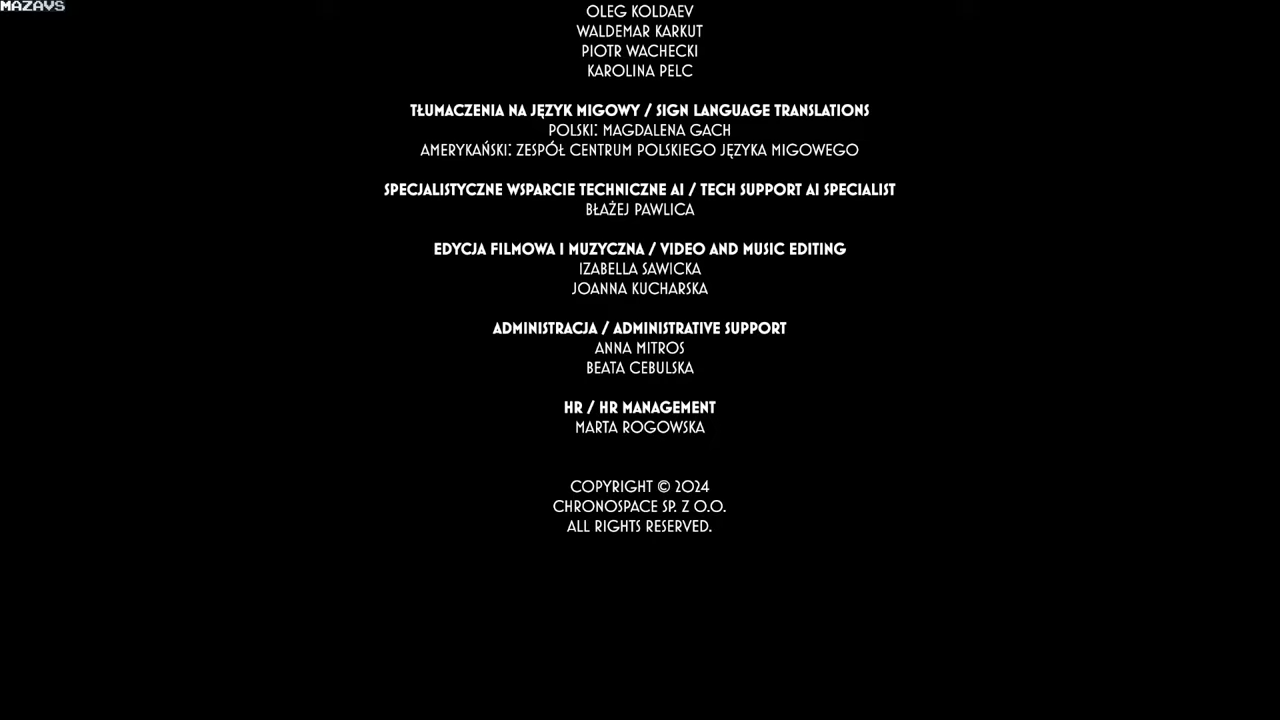 MAZAVS
OLEG KOLDAEV
WALDEMAR KARKUT
PIOTR WACHECKI
KAROLINA PELC
TŁUMACZENIA NA JĘZYK MIGOWY / SIGN LANGUAGE TRANSLATIONS
POLSKI: MAGDALENA GACH
AMERYKAŃSKI: ZESPÓŁ CENTRUM POLSKIEGO JĘZYKA MIGOWEGO
SPECJALISTYCZNE WSPARCIE TECHNICZNE AI / TECH SUPPORT AI SPECIALIST
BŁAŻEJ PAWLICA
EDYCJA FILMOWA I MUZYCZNA / VIDEO AND MUSIC EDITING
IZABELLA SAWICKA
JOANNA KUCHARSKA
ADMINISTRACJA / ADMINISTRATIVE SUPPORT
ANNA MITROS
BEATA CEBULSKA
HR / HR MANAGEMENT
MARTA ROGOWSKA
COPYRIGHT © 2024
CHRONOSPACE SP. Z O.O.
ALL RIGHTS RESERVED.